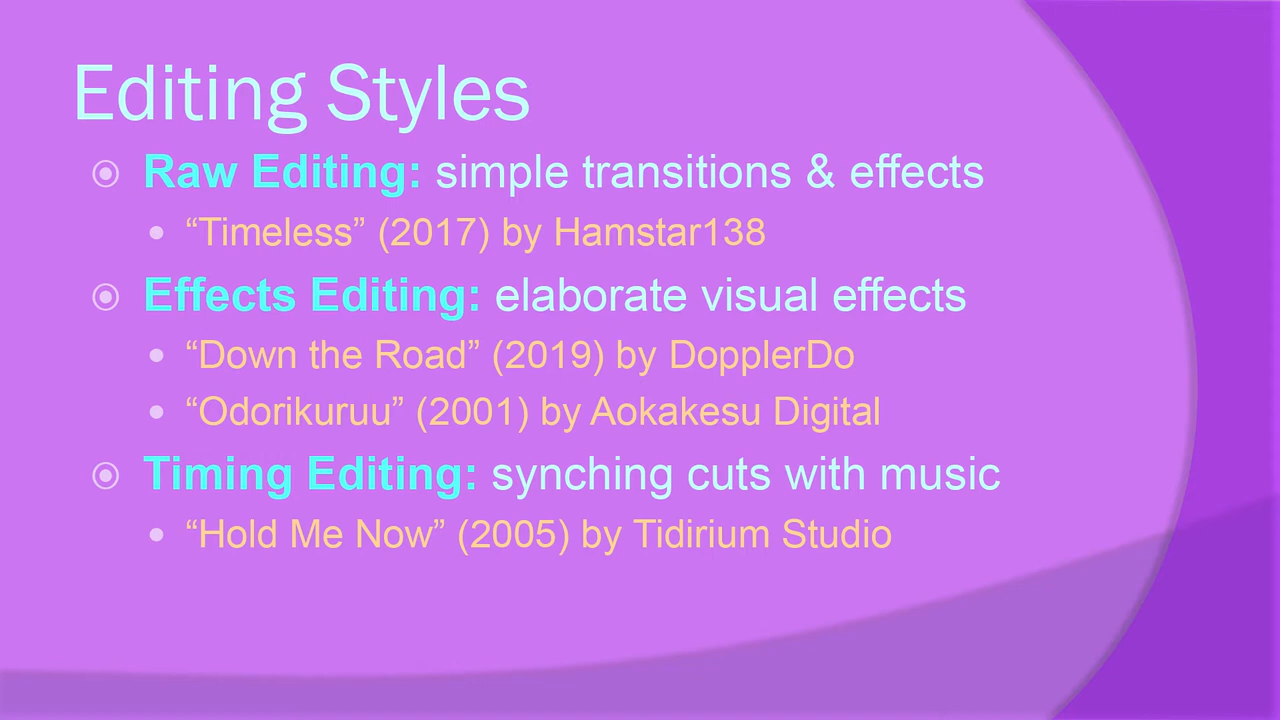 Editing Styles
Raw Editing: simple transitions & effects
“Timeless” (2017) by Hamstar138
Effects Editing: elaborate visual effects
“Down the Road” (2019) by DopplerDo
“Odorikuruu” (2001) by Aokakesu Digital
Timing Editing: synching cuts with music
“Hold Me Now” (2005) by Tidirium Studio